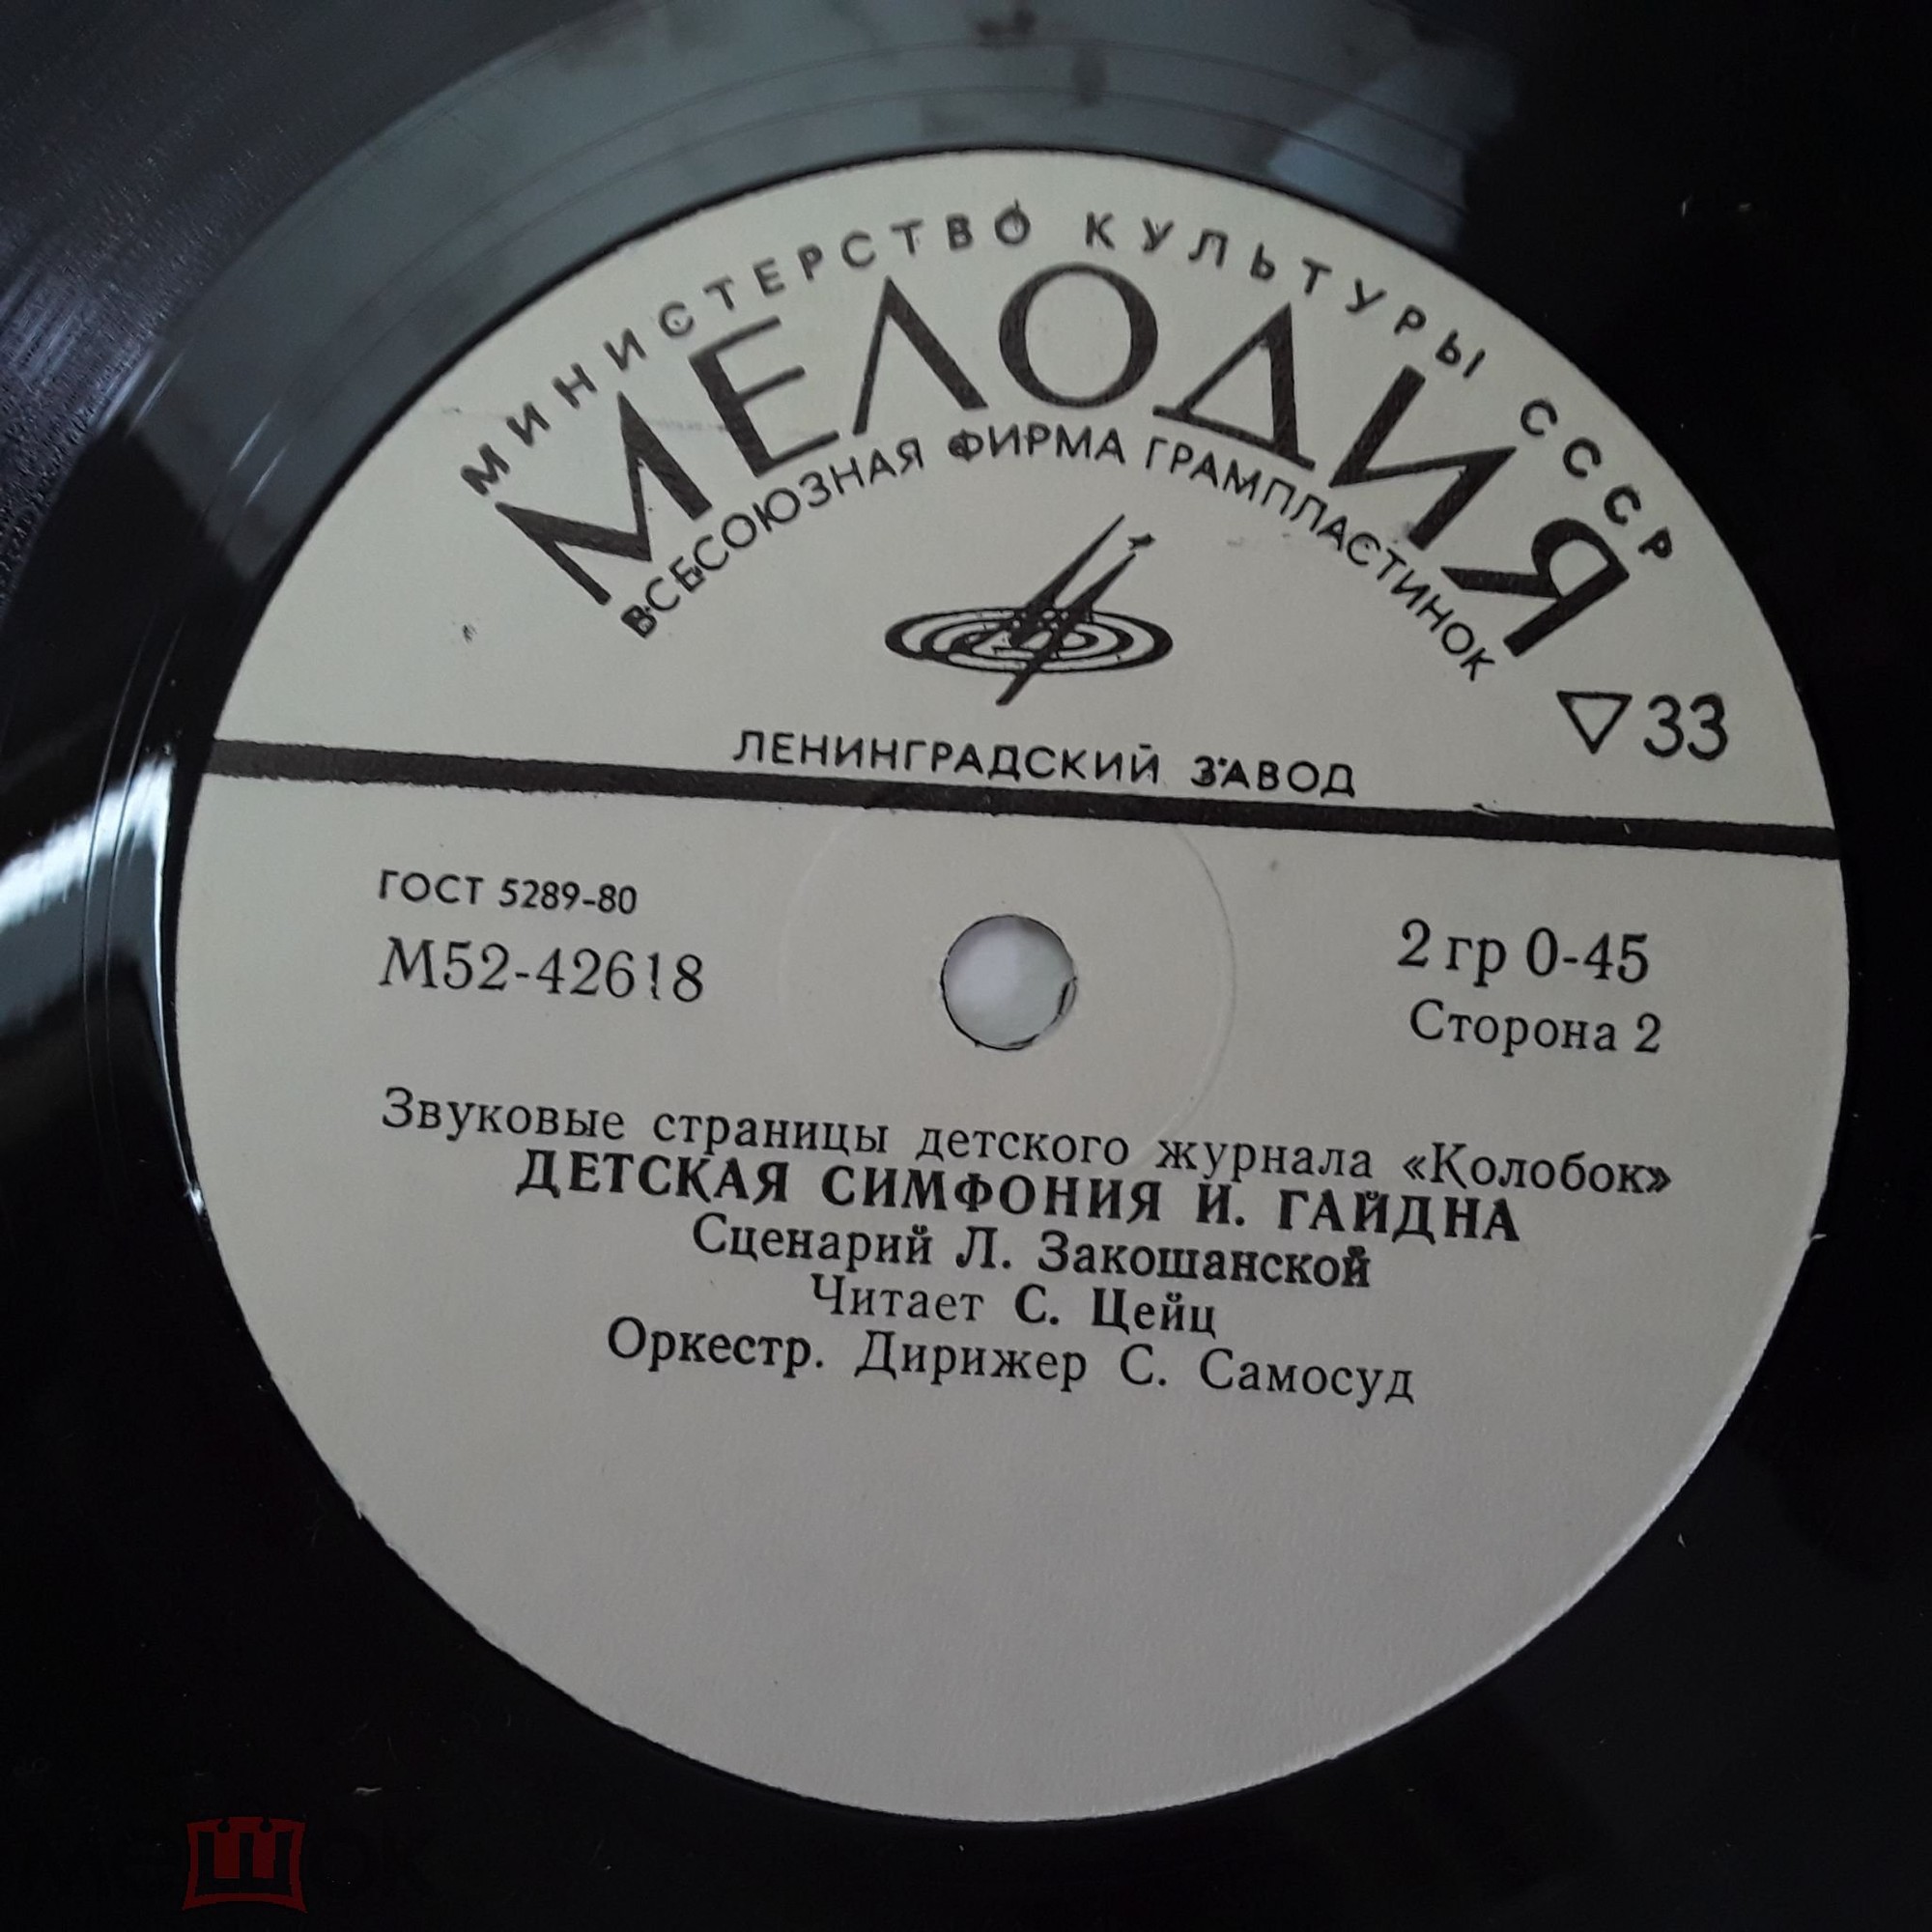 МИНИСТЕРСТВО КУЛЬТУРЫ СССР
МЕЛОДИЯ
ВСЕСОЮЗНАЯ ФИРМА ГРАМПЛАСТИНОК
▽33
ЛЕНИНГРАДСКИЙ ЗАВОД
ГОСТ 5289-80
М52-42618
2 гр 0-45
Сторона 2
Звуковые страницы детского журнала «Колобок»
ДЕТСКАЯ СИМФОНИЯ И. ГАЙДНА
Сценарий Л. Закошанской
Читает С. Цейц
Оркестр. Дирижер С. Самосуд
мешок